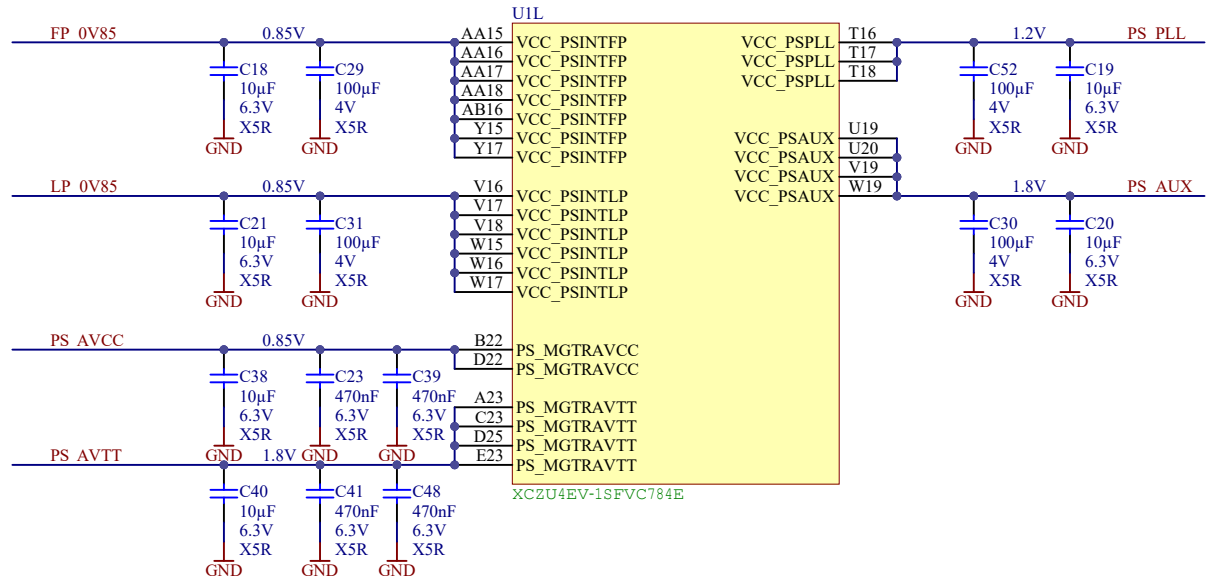 U1L
FP_0V85 0.85V AA15 VCC_PSINTFP VCC_PSPLL T16 1.2V PS_PLL
AA16 VCC_PSINTFP VCC_PSPLL T17
AA17 VCC_PSINTFP VCC_PSPLL T18
AA18 VCC_PSINTFP
AB16 VCC_PSINTFP
Y15 VCC_PSINTFP VCC_PSAUX U19
Y17 VCC_PSINTFP VCC_PSAUX U20
VCC_PSAUX V19
C18
10µF
6.3V
X5R
GND
C29
100µF
4V
X5R
GND
C52
100µF
4V
X5R
GND
C19
10µF
6.3V
X5R
GND
LP_0V85 0.85V V16 VCC_PSINTLP VCC_PSAUX W19 1.8V PS_AUX
V17 VCC_PSINTLP
V18 VCC_PSINTLP
W15 VCC_PSINTLP
W16 VCC_PSINTLP
W17 VCC_PSINTLP
C21
10µF
6.3V
X5R
GND
C31
100µF
4V
X5R
GND
C30
100µF
4V
X5R
GND
C20
10µF
6.3V
X5R
GND
PS_AVCC 0.85V B22 PS_MGTRAVCC
D22 PS_MGTRAVCC
C38
10µF
6.3V
X5R
GND
C23
470nF
6.3V
X5R
GND
C39
470nF
6.3V
X5R
GND
A23 PS_MGTRAVTT
C23 PS_MGTRAVTT
D25 PS_MGTRAVTT
PS_AVTT 1.8V E23 PS_MGTRAVTT
XCZU4EV-1SFVC784E
C40
10µF
6.3V
X5R
GND
C41
470nF
6.3V
X5R
GND
C48
470nF
6.3V
X5R
GND